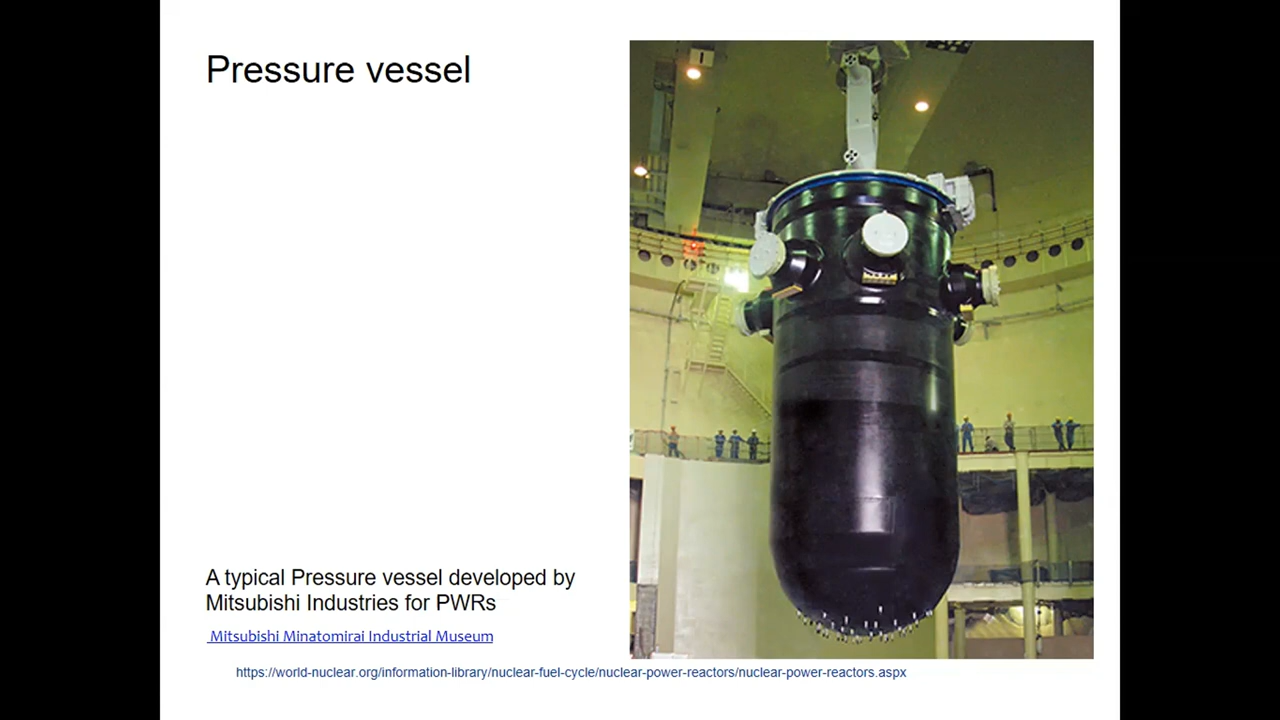 Pressure vessel
A typical Pressure vessel developed by
Mitsubishi Industries for PWRs
Mitsubishi Minatomirai Industrial Museum
https://world-nuclear.org/information-library/nuclear-fuel-cycle/nuclear-power-reactors/nuclear-power-reactors.aspx